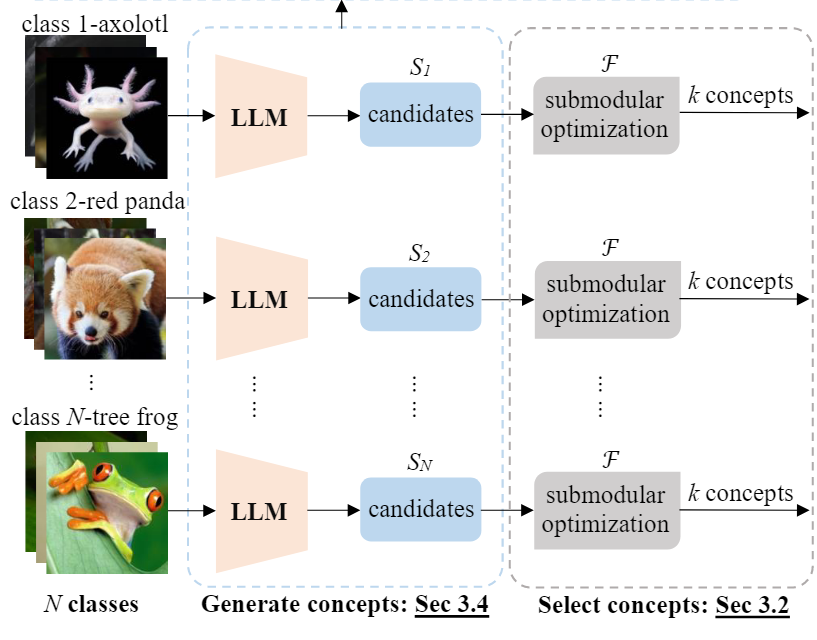 class 1-axolotl
LLM
S1
candidates
F
submodular
optimization
k concepts
class 2-red panda
LLM
S2
candidates
F
submodular
optimization
k concepts
class N-tree frog
LLM
SN
candidates
F
submodular
optimization
k concepts
N classes
Generate concepts: Sec 3.4
Select concepts: Sec 3.2